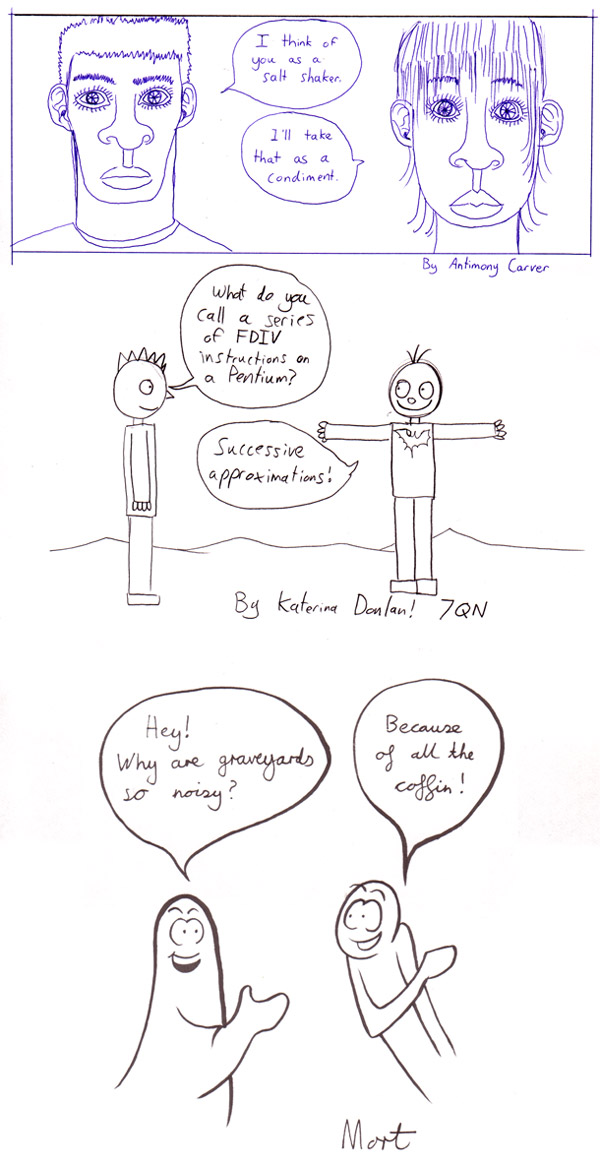 I think of
you as a
salt shaker.
I'll take
that as a
condiment.
By Antimony Carver
What do you
call a series
of FDIV
instructions on
a Pentium?
Successive
approximations!
By Katerina Donlan! 7QN
Hey!
Why are graveyards
so noisy?
Because
of all the
coffin!
Mort